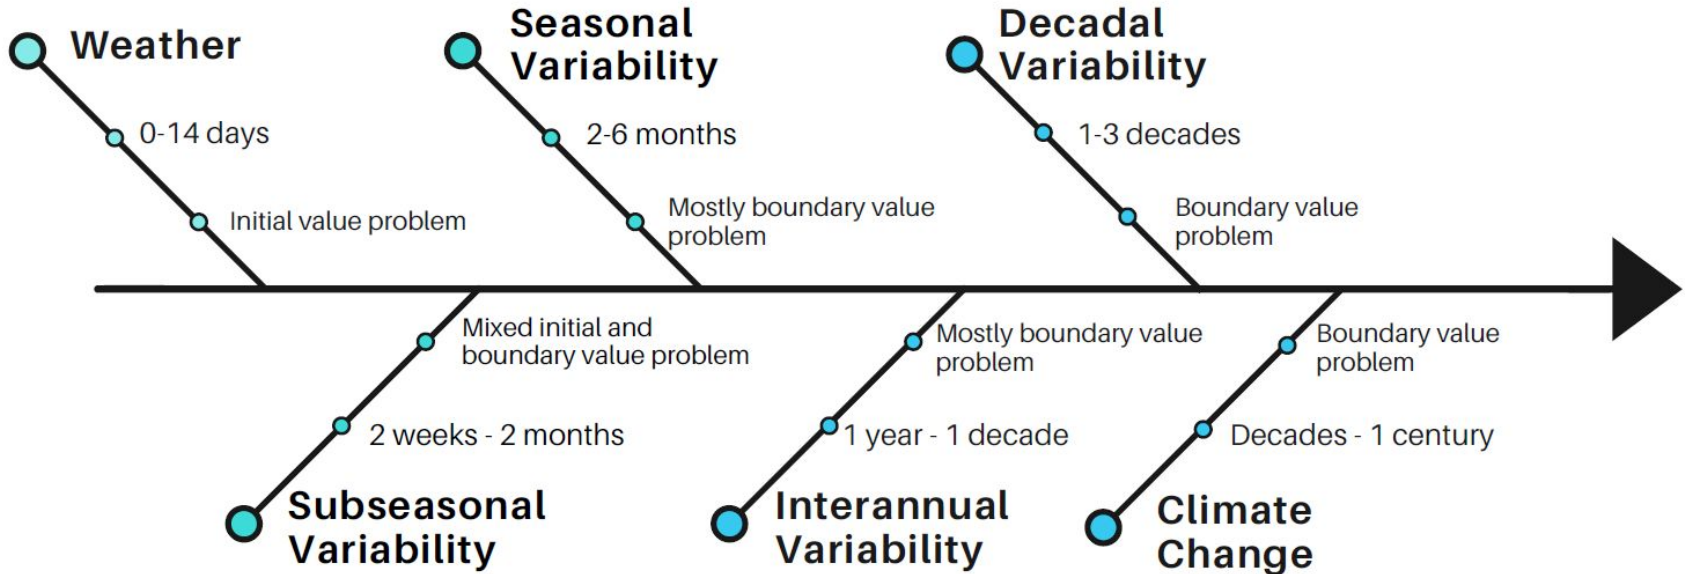 Weather
0-14 days
Initial value problem
Seasonal
Variability
2-6 months
Mostly boundary value
problem
Decadal
Variability
1-3 decades
Boundary value
problem
Mixed initial and
boundary value problem
2 weeks - 2 months
Subseasonal
Variability
Mostly boundary value
problem
1 year - 1 decade
Interannual
Variability
Boundary value
problem
Decades - 1 century
Climate
Change